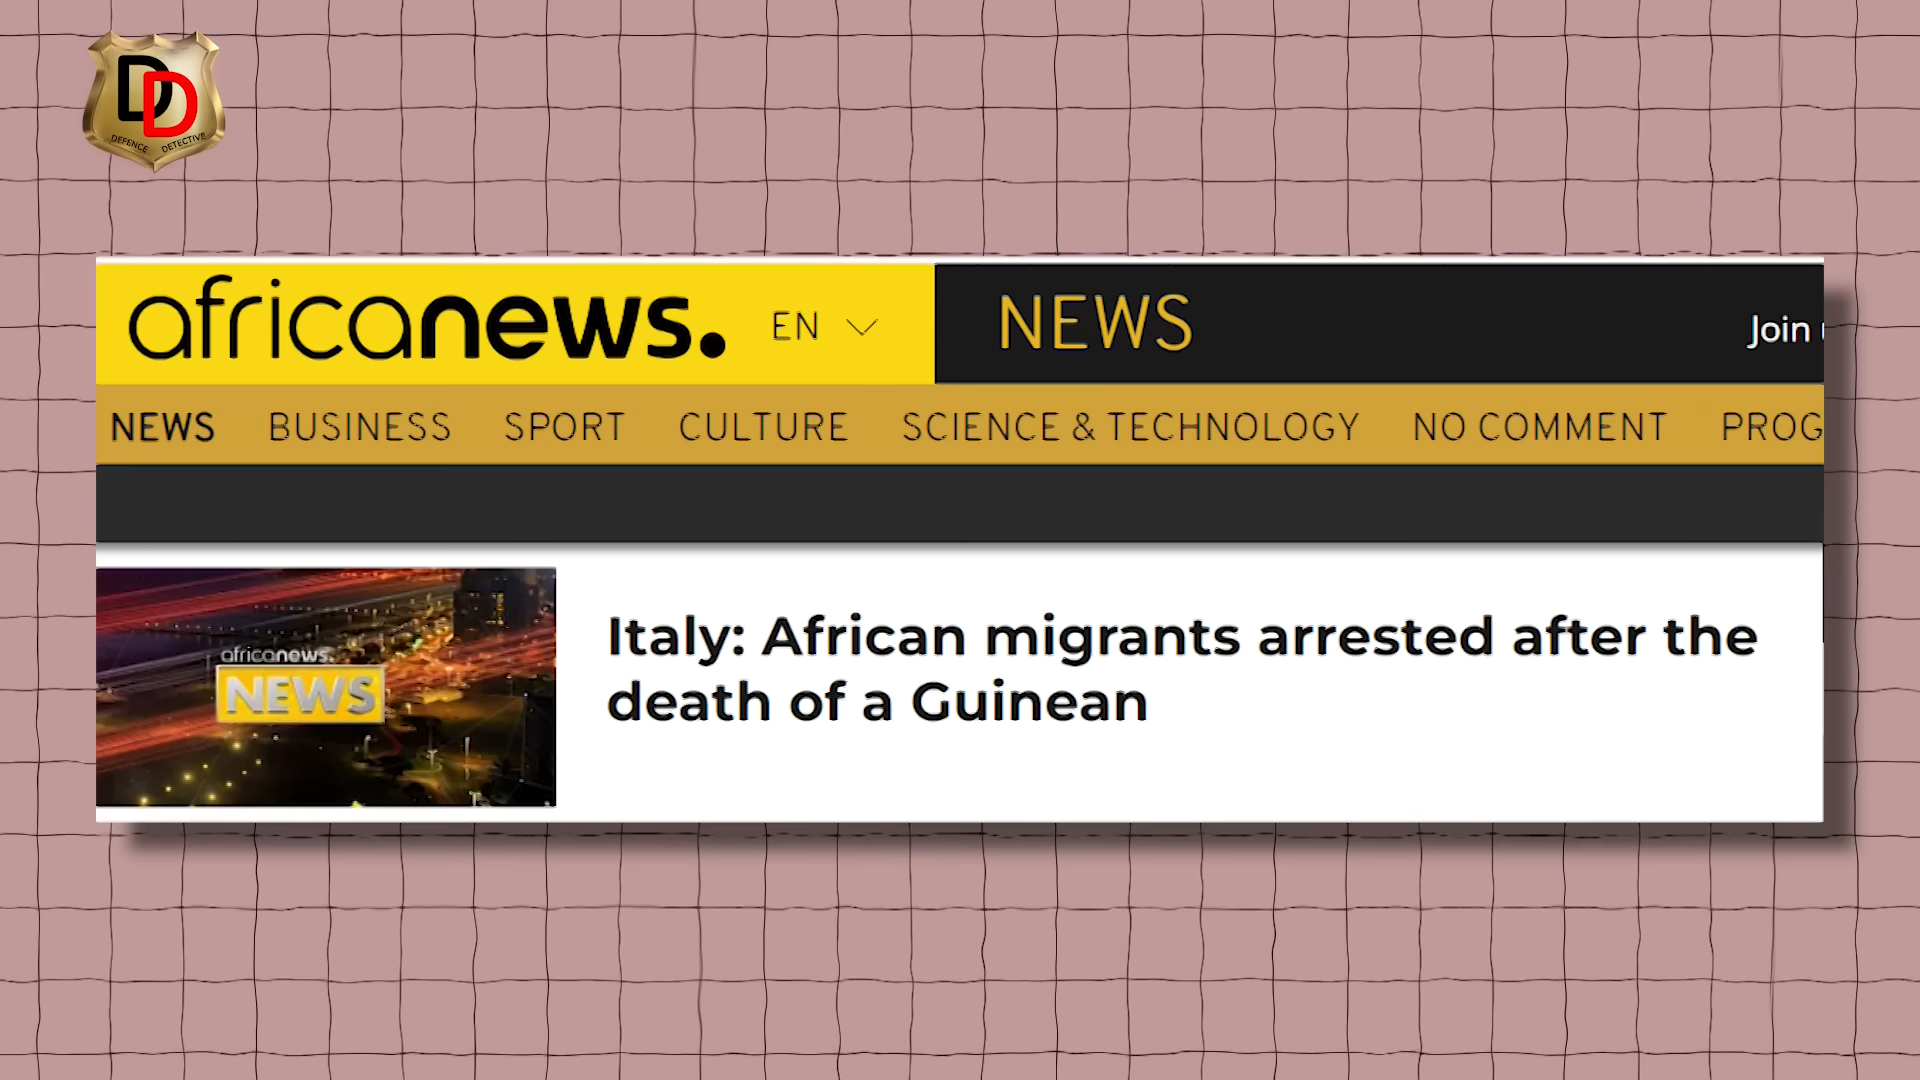 DD
DEFENCE DETECTIVE
africanews. EN NEWS Join
NEWS BUSINESS SPORT CULTURE SCIENCE & TECHNOLOGY NO COMMENT PROG
africanews.
NEWS
Italy: African migrants arrested after the
death of a Guinean